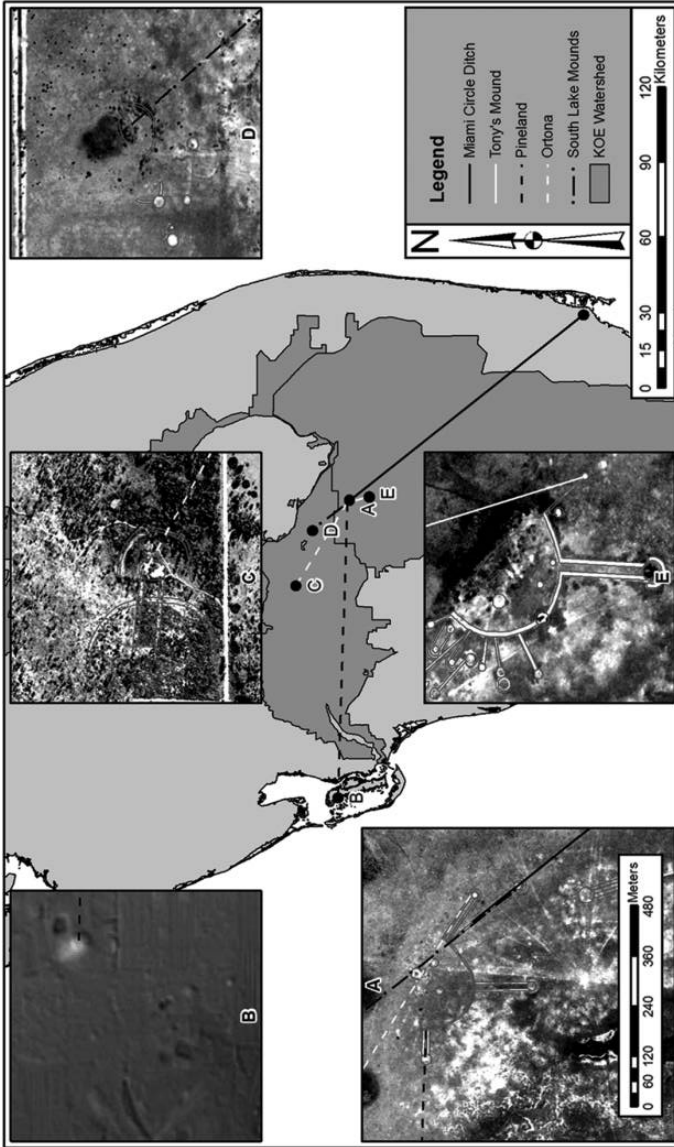 B
C
D
C
D
B
A
E
A
E
Legend
Miami Circle Ditch
Tony's Mound
Pineland
Ortona
South Lake Mounds
KOE Watershed
N
0 60 120 240 360 480
Meters
0 15 30 60 90 120
Kilometers